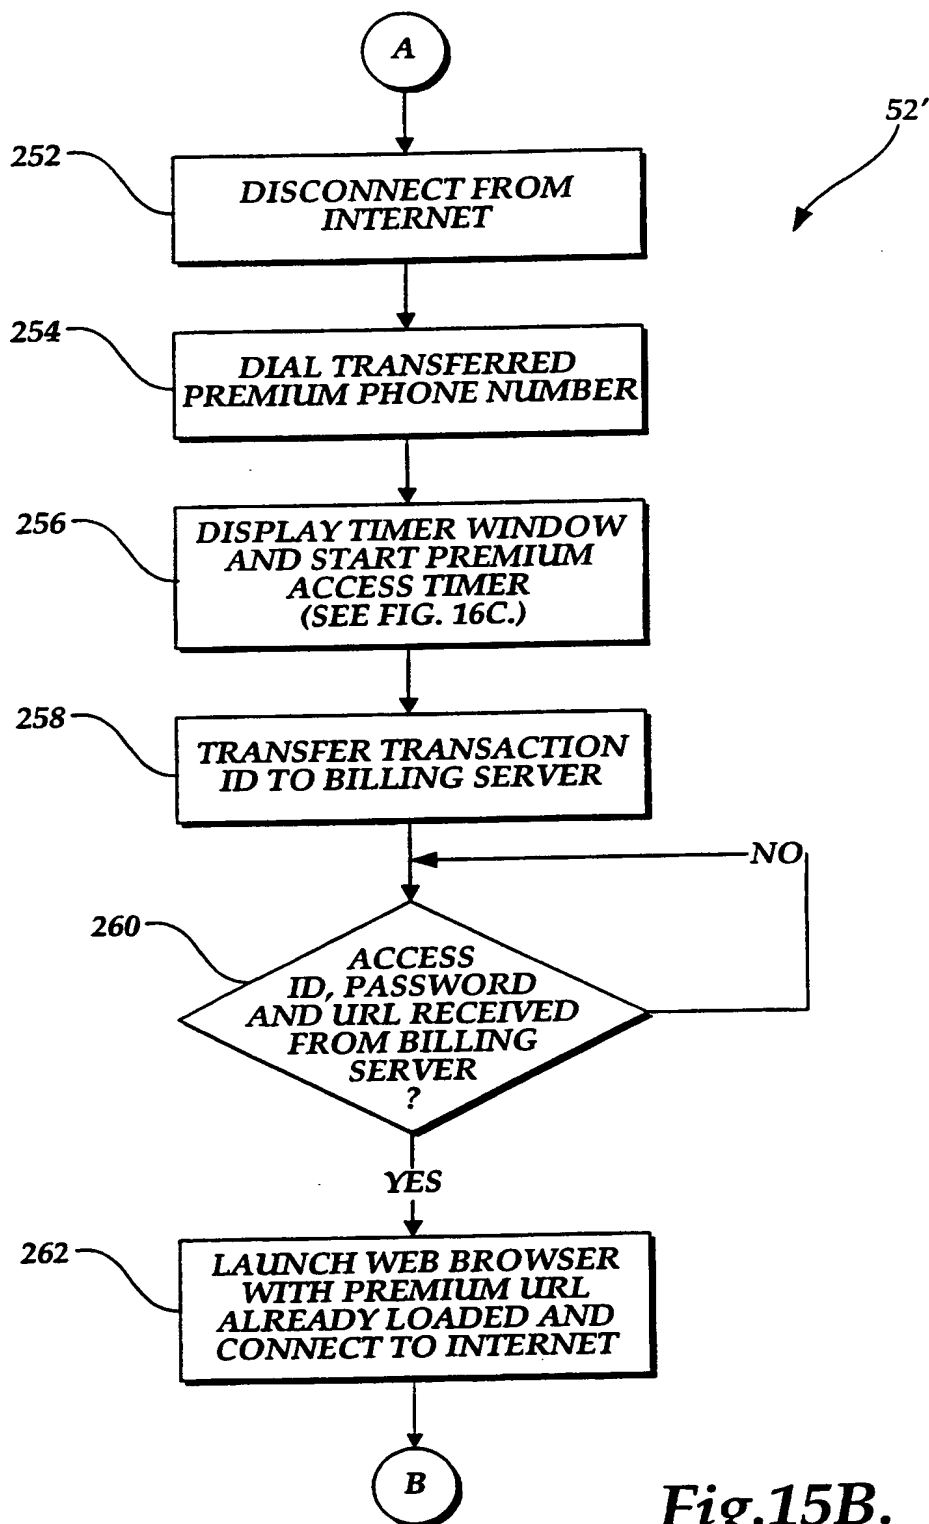 A
52'
252
DISCONNECT FROM
INTERNET
254
DIAL TRANSFERRED
PREMIUM PHONE NUMBER
256
DISPLAY TIMER WINDOW
AND START PREMIUM
ACCESS TIMER
(SEE FIG. 16C.)
258
TRANSFER TRANSACTION
ID TO BILLING SERVER
NO
260
ACCESS
ID, PASSWORD
AND URL RECEIVED
FROM BILLING
SERVER
?
YES
262
LAUNCH WEB BROWSER
WITH PREMIUM URL
ALREADY LOADED AND
CONNECT TO INTERNET
B
Fig.15B.